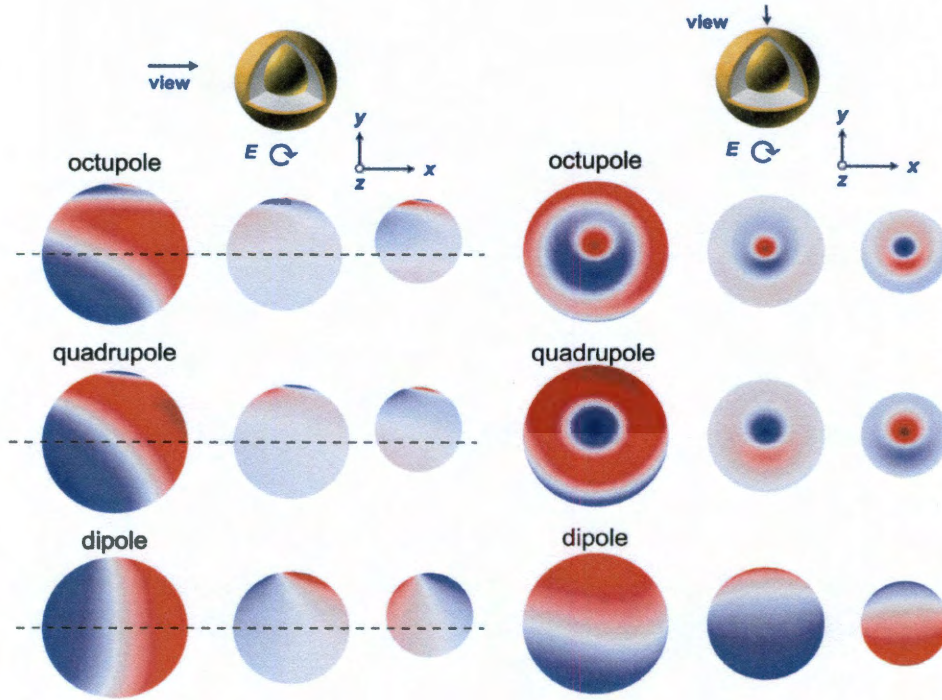 view
E
y
x
z
octupole
quadrupole
dipole
view
E
y
x
z
octupole
quadrupole
dipole